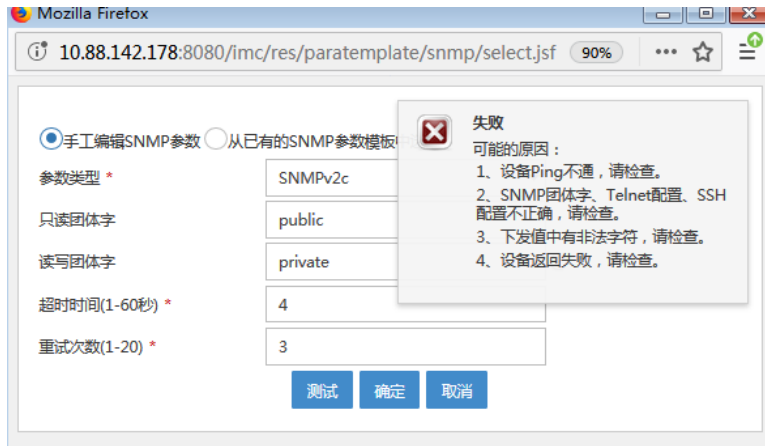 Mozilla Firefox
10.88.142.178:8080/imc/res/paratemplate/snmp/select.jsf 90%
手工编辑SNMP参数 从已有的SNMP参数模板中
失败
可能的原因：
1、设备Ping不通，请检查。
2、SNMP团体字、Telnet配置、SSH
配置不正确，请检查。
3、下发值中有非法字符，请检查。
4、设备返回失败，请检查。
参数类型 * SNMPv2c
只读团体字 public
读写团体字 private
超时时间(1-60秒) * 4
重试次数(1-20) * 3
测试 确定 取消